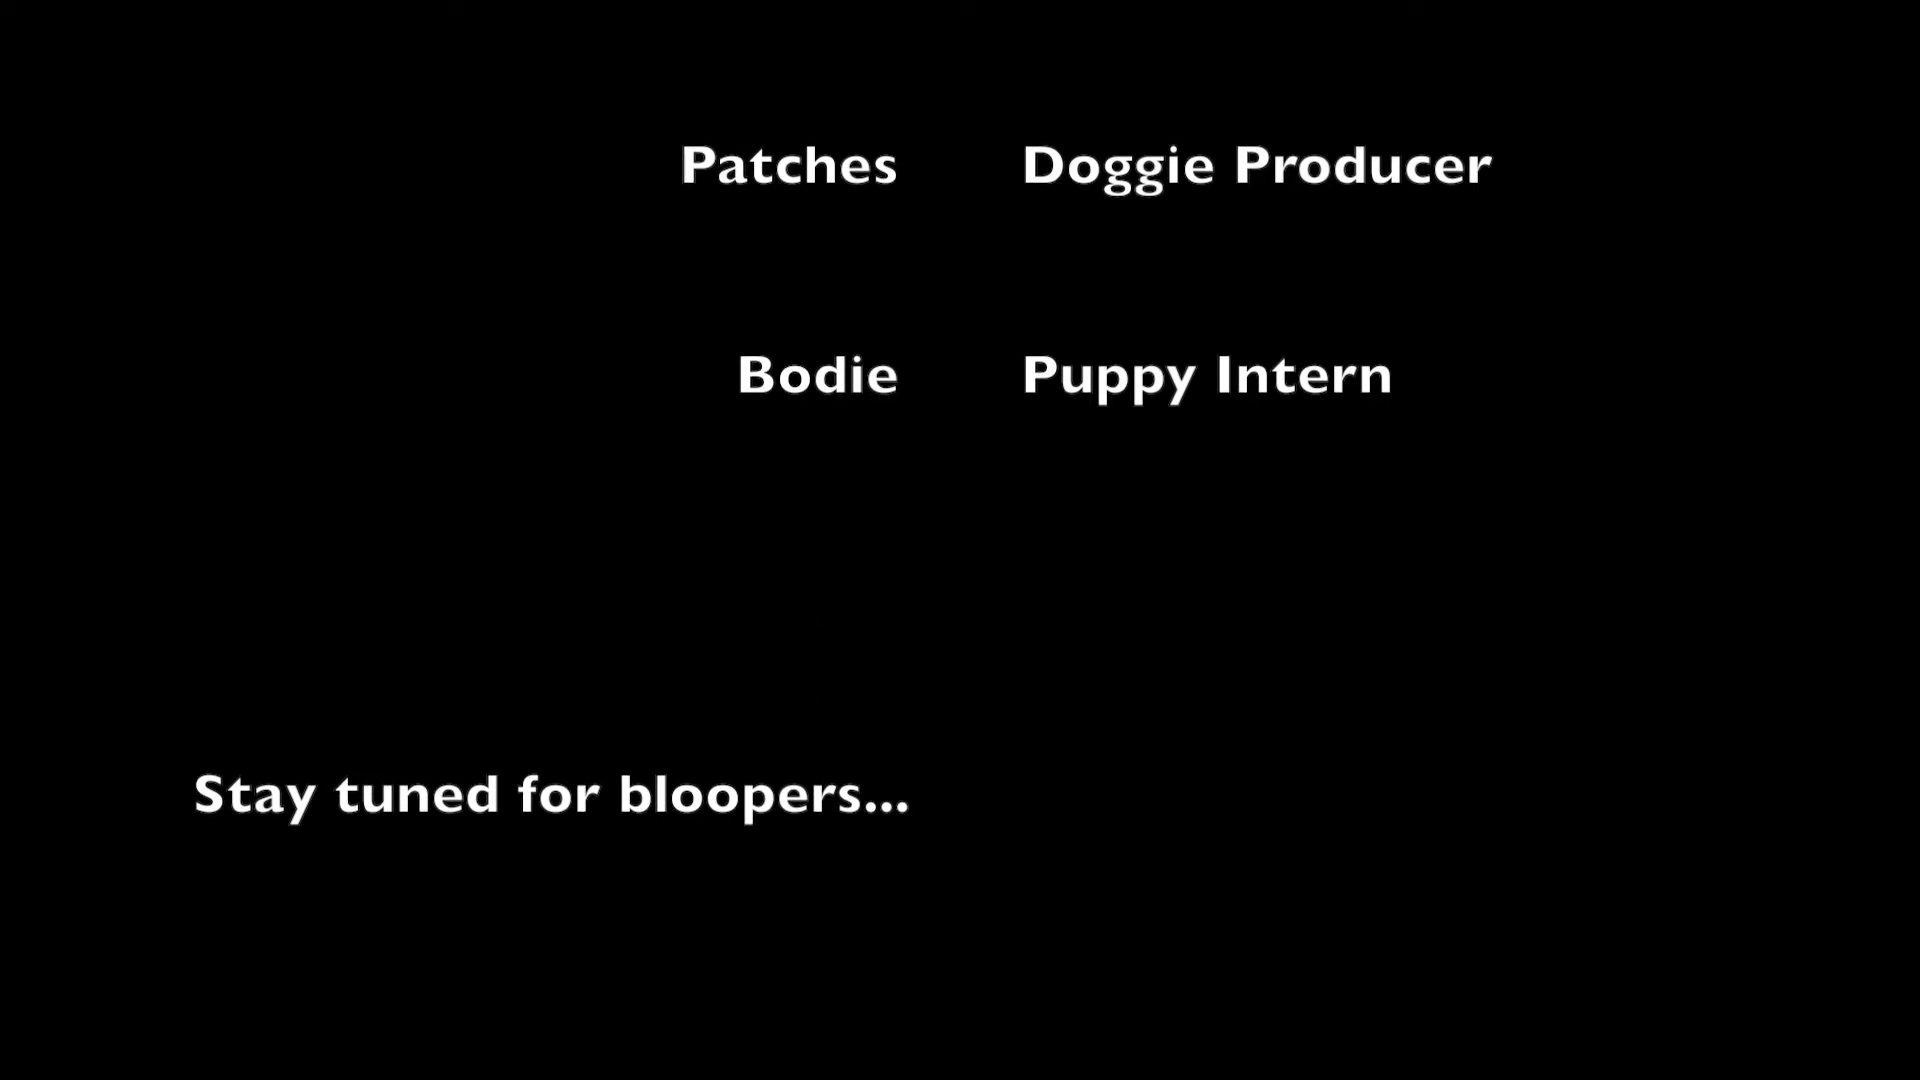 Patches Doggie Producer
Bodie Puppy Intern
Stay tuned for bloopers...